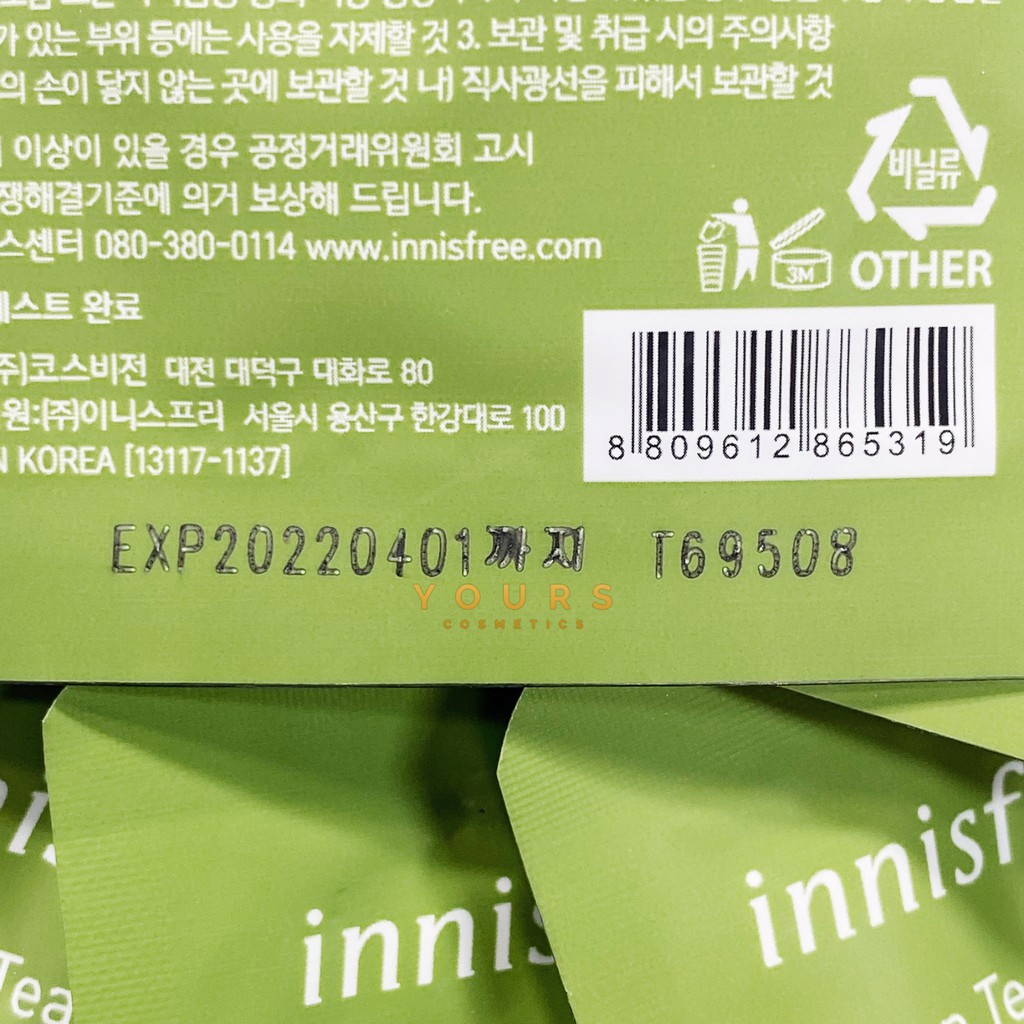 가 있는 부위 등에는 사용을 자제할 것 3. 보관 및 취급 시의 주의사항
의 손이 닿지 않는 곳에 보관할 것 나) 직사광선을 피해서 보관할 것
이상이 있을 경우 공정거래위원회 고시
쟁해결기준에 의거 보상해 드립니다.
스센터 080-380-0114 www.innisfree.com
비닐류
3M
OTHER
테스트 완료
주)코스비전 대전 대덕구 대화로 80
원:(주)이니스프리 서울시 용산구 한강대로 100
N KOREA [13117-1137]
8 809612 865319
EXP20220401까지 T69508
YOURS
COSMETICS
innis
innisf
Tea
Te